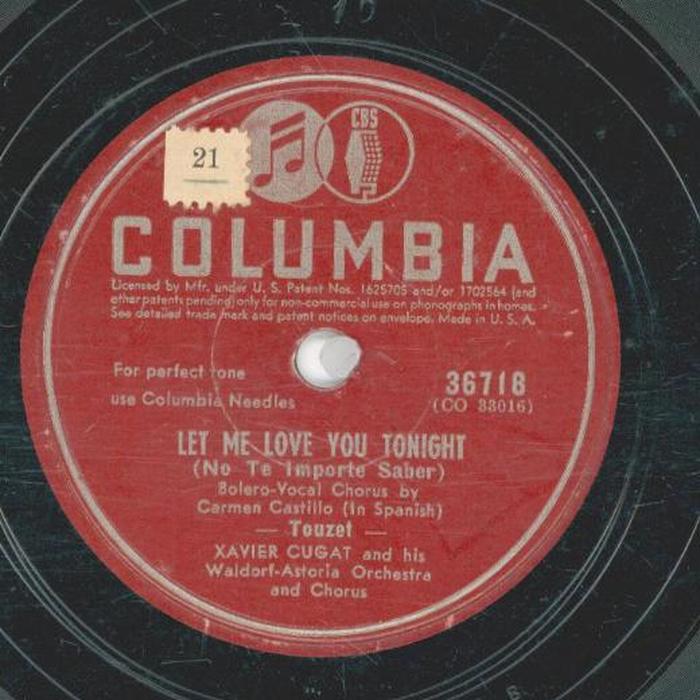 CBS
21
COLUMBIA
Licensed by Mfr. under U. S. Patent Nos. 1625705 and/or 1702564 (and
other patents pending) only for non-commercial use on phonographs in homes.
See detailed trade mark and patent notices on envelope. Made in U. S. A.
For perfect tone
use Columbia Needles
36718
(CO 33016)
LET ME LOVE YOU TONIGHT
(No Te Importe Saber)
Bolero-Vocal Chorus by
Carmen Castillo (In Spanish)
— Touzet —
XAVIER CUGAT and his
Waldorf-Astoria Orchestra
and Chorus